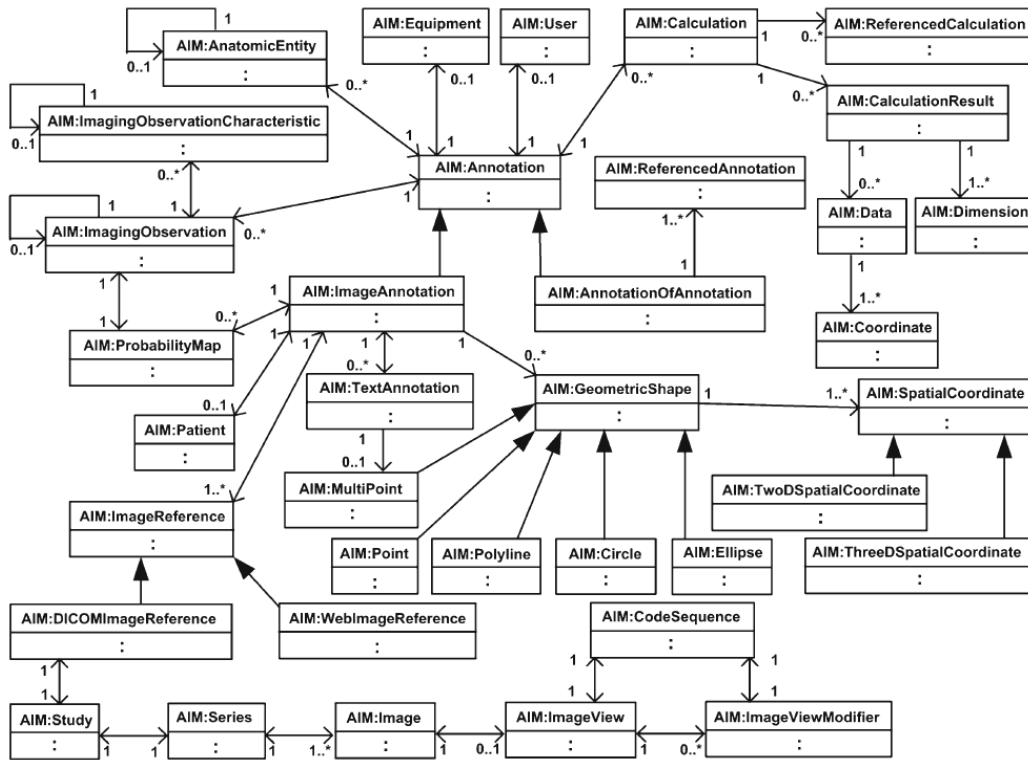 1
AIM:AnatomicEntity
:
0..1
0..*
AIM:Equipment
:
0..1
AIM:User
:
0..1
AIM:Calculation
:
1
0..*
1
AIM:ReferencedCalculation
:
0..*
0..*
AIM:CalculationResult
:
1
1
1
AIM:ImagingObservationCharacteristic
:
0..1
0..*
1
1
1
1
AIM:Annotation
:
1
AIM:ReferencedAnnotation
:
1..*
0..*
1..*
AIM:Data
:
1
AIM:Dimension
:
1
1
AIM:ImagingObservation
:
0..1
0..*
1
1
AIM:ImageAnnotation
:
1
AIM:AnnotationOfAnnotation
:
1..*
AIM:Coordinate
:
1
0..*
AIM:ProbabilityMap
:
1
1
1
1
0..*
AIM:TextAnnotation
:
1
0..*
AIM:GeometricShape
:
1
1..*
AIM:SpatialCoordinate
:
0..1
AIM:Patient
:
0..1
AIM:MultiPoint
:
AIM:TwoDSpatialCoordinate
:
1..*
AIM:ImageReference
:
AIM:Point
:
AIM:Polyline
:
AIM:Circle
:
AIM:Ellipse
:
AIM:ThreeDSpatialCoordinate
:
AIM:DICOMImageReference
:
AIM:WebImageReference
:
AIM:CodeSequence
:
1
1
1
1
1
1
AIM:Study
:
1
1
AIM:Series
:
1
1..*
AIM:Image
:
1
0..1
AIM:ImageView
:
1
0..*
AIM:ImageViewModifier
: